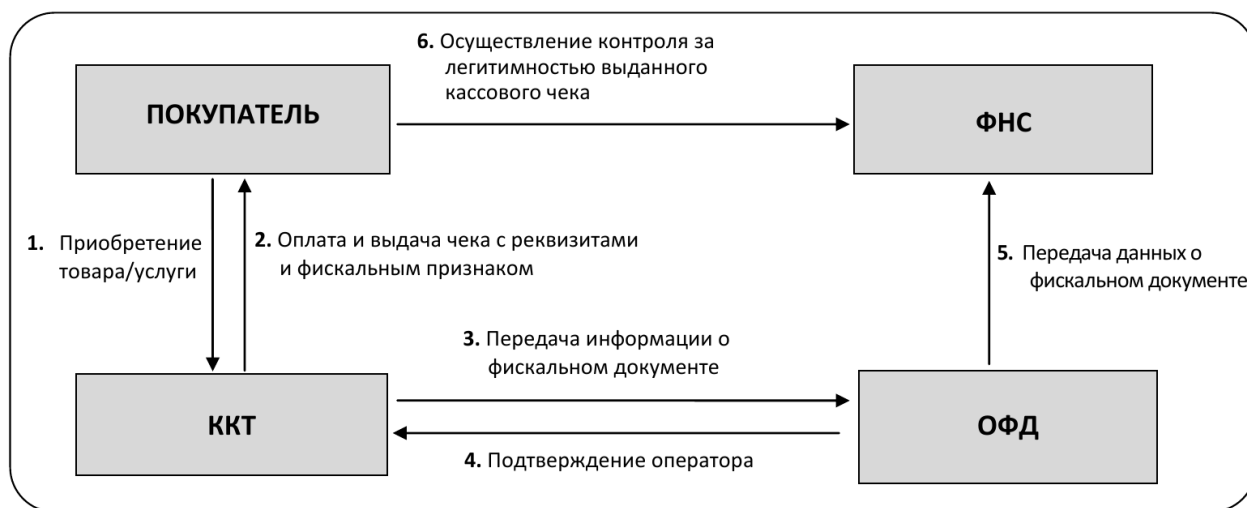 6. Осуществление контроля за
легитимностью выданного
кассового чека
ПОКУПАТЕЛЬ
ФНС
1. Приобретение
товара/услуги
2. Оплата и выдача чека с реквизитами
и фискальным признаком
5. Передача данных о
фискальном документе
3. Передача информации о
фискальном документе
ККТ
ОФД
4. Подтверждение оператора